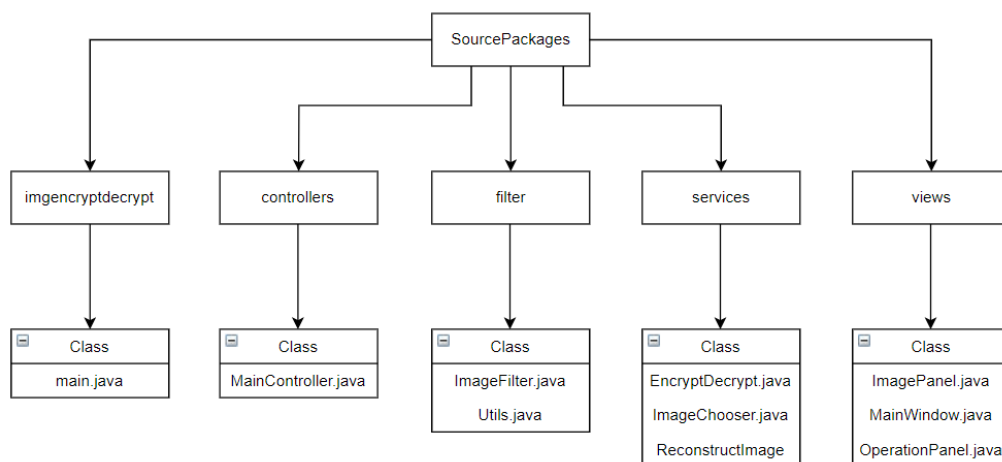 SourcePackages
imgencryptdecrypt
controllers
filter
services
views
Class
main.java
Class
MainController.java
Class
ImageFilter.java
Utils.java
Class
EncryptDecrypt.java
ImageChooser.java
ReconstructImage
Class
ImagePanel.java
MainWindow.java
OperationPanel.java